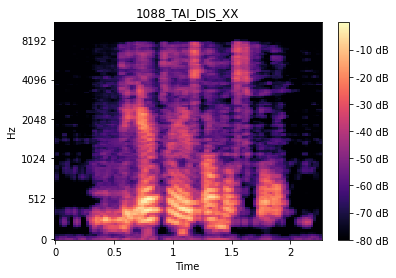 1088_TAI_DIS_XX
8192
4096
2048
1024
512
0
Hz
0
0.5
1
1.5
2
Time
-10 dB
-20 dB
-30 dB
-40 dB
-50 dB
-60 dB
-70 dB
-80 dB